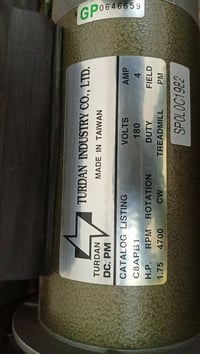 GP0646659
TURDAN INDUSTRY CO., LTD.
MADE IN TAIWAN
TURDAN
DC. PM
CATALOG LISTING VOLTS AMP
C8APB1 180 4
H.P. RPM ROTATION DUTY FIELD
1.75 4700 CW TREADMILL PM
SP0L0C1982